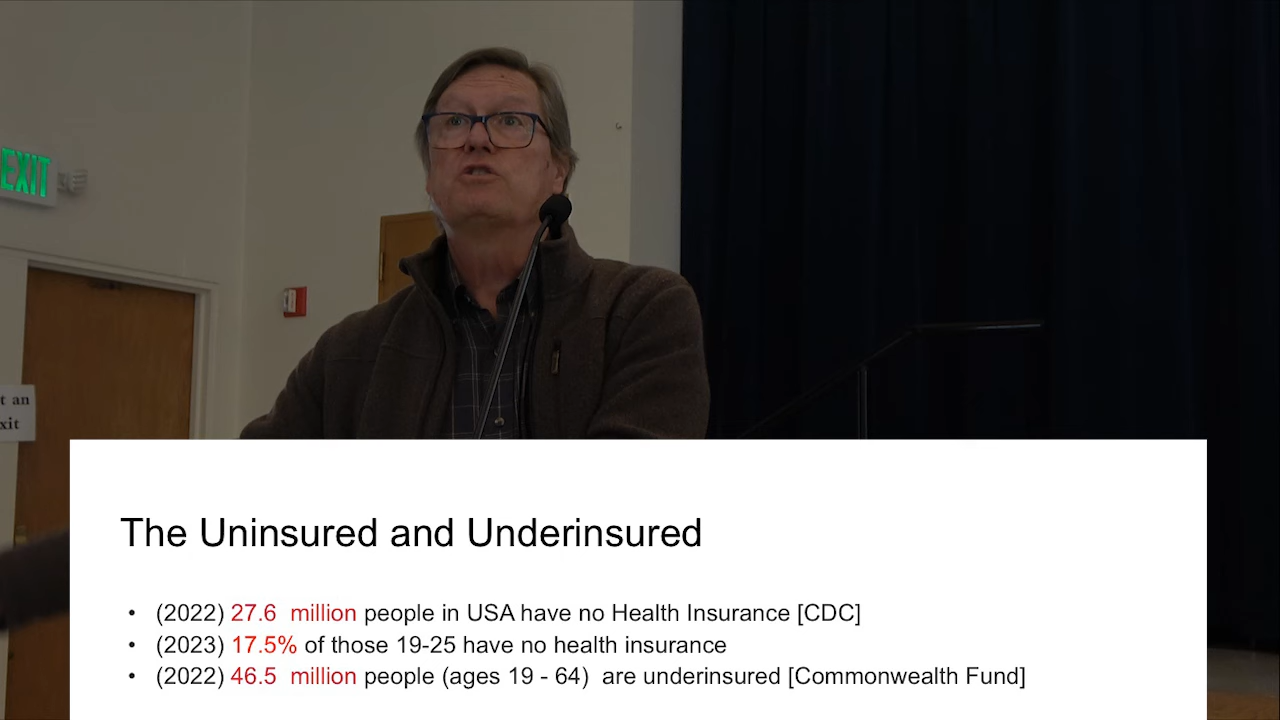 EXIT
t an
xit
The Uninsured and Underinsured
• (2022) 27.6 million people in USA have no Health Insurance [CDC]
• (2023) 17.5% of those 19-25 have no health insurance
• (2022) 46.5 million people (ages 19 - 64) are underinsured [Commonwealth Fund]